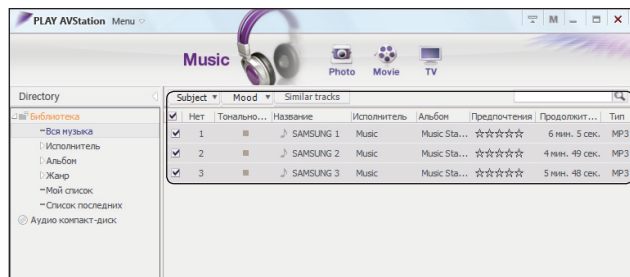 PLAY AVStation Menu
M
Music
Photo Movie TV
Directory
Subject Mood Similar tracks
Библиотека
Вся музыка
Исполнитель
Альбом
Жанр
Мой список
Список последних
Аудио компакт-диск
Нет Тонально... Название Исполнитель Альбом Предпочтения Продолжит... Тип
1 SAMSUNG 1 Music Music Sta... ☆☆☆☆☆ 6 мин. 5 сек. MP3
2 SAMSUNG 2 Music Music Sta... ☆☆☆☆☆ 4 мин. 49 сек. MP3
3 SAMSUNG 3 Music Music Sta... ☆☆☆☆☆ 5 мин. 48 сек. MP3